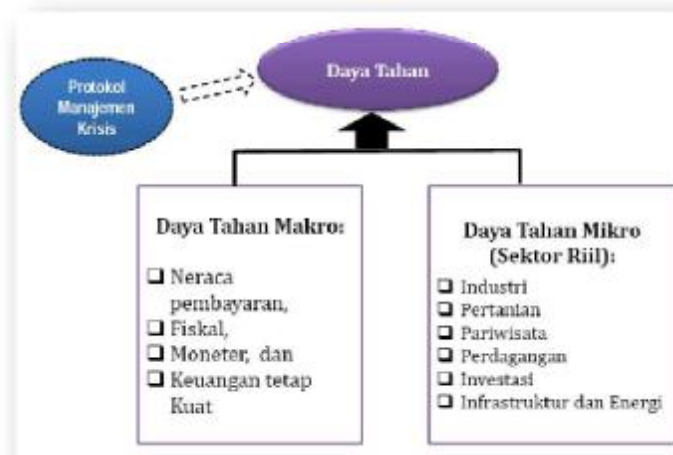 Protokol
Manajemen
Krisis
Daya Tahan
Daya Tahan Makro:
Neraca
pembayaran,
Fiskal,
Moneter, dan
Keuangan tetap
Kuat
Daya Tahan Mikro
(Sektor Riil):
Industri
Pertanian
Pariwisata
Perdagangan
Investasi
Infrastruktur dan Energi